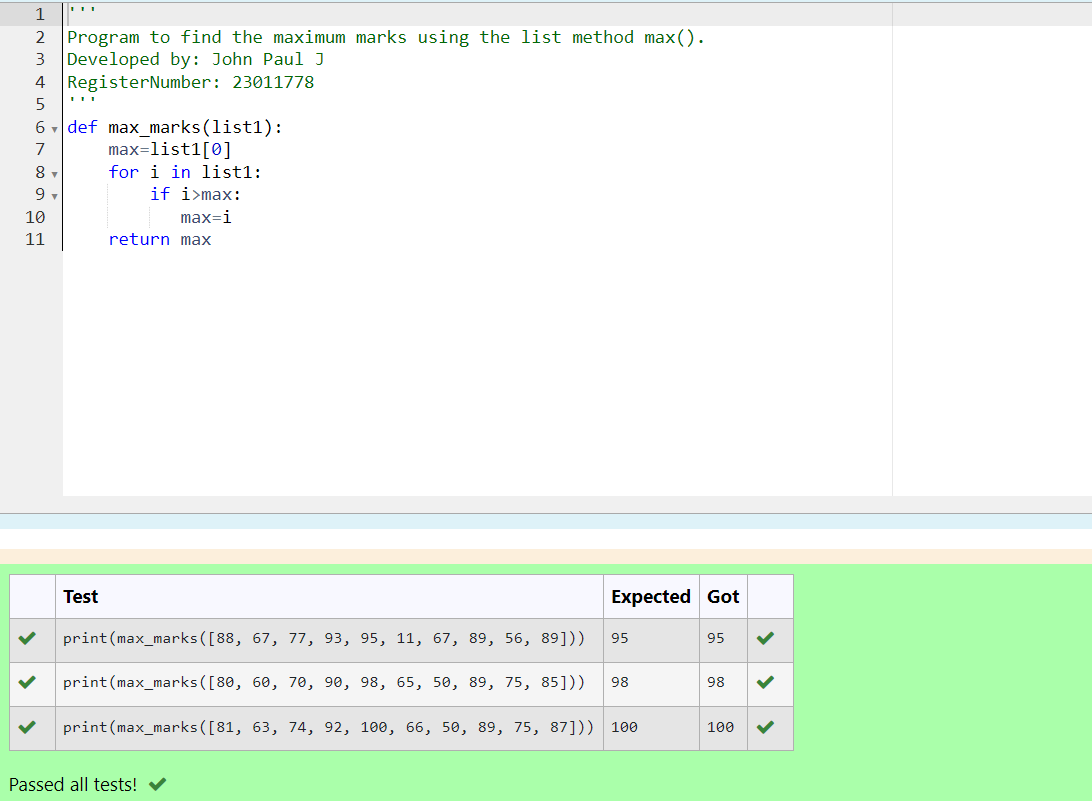 1 '''
2 Program to find the maximum marks using the list method max().
3 Developed by: John Paul J
4 RegisterNumber: 23011778
5 '''
6 def max_marks(list1):
7     max=list1[0]
8     for i in list1:
9         if i>max:
10            max=i
11     return max
Test Expected Got
print(max_marks([88, 67, 77, 93, 95, 11, 67, 89, 56, 89])) 95 95
print(max_marks([80, 60, 70, 90, 98, 65, 50, 89, 75, 85])) 98 98
print(max_marks([81, 63, 74, 92, 100, 66, 50, 89, 75, 87])) 100 100
Passed all tests!